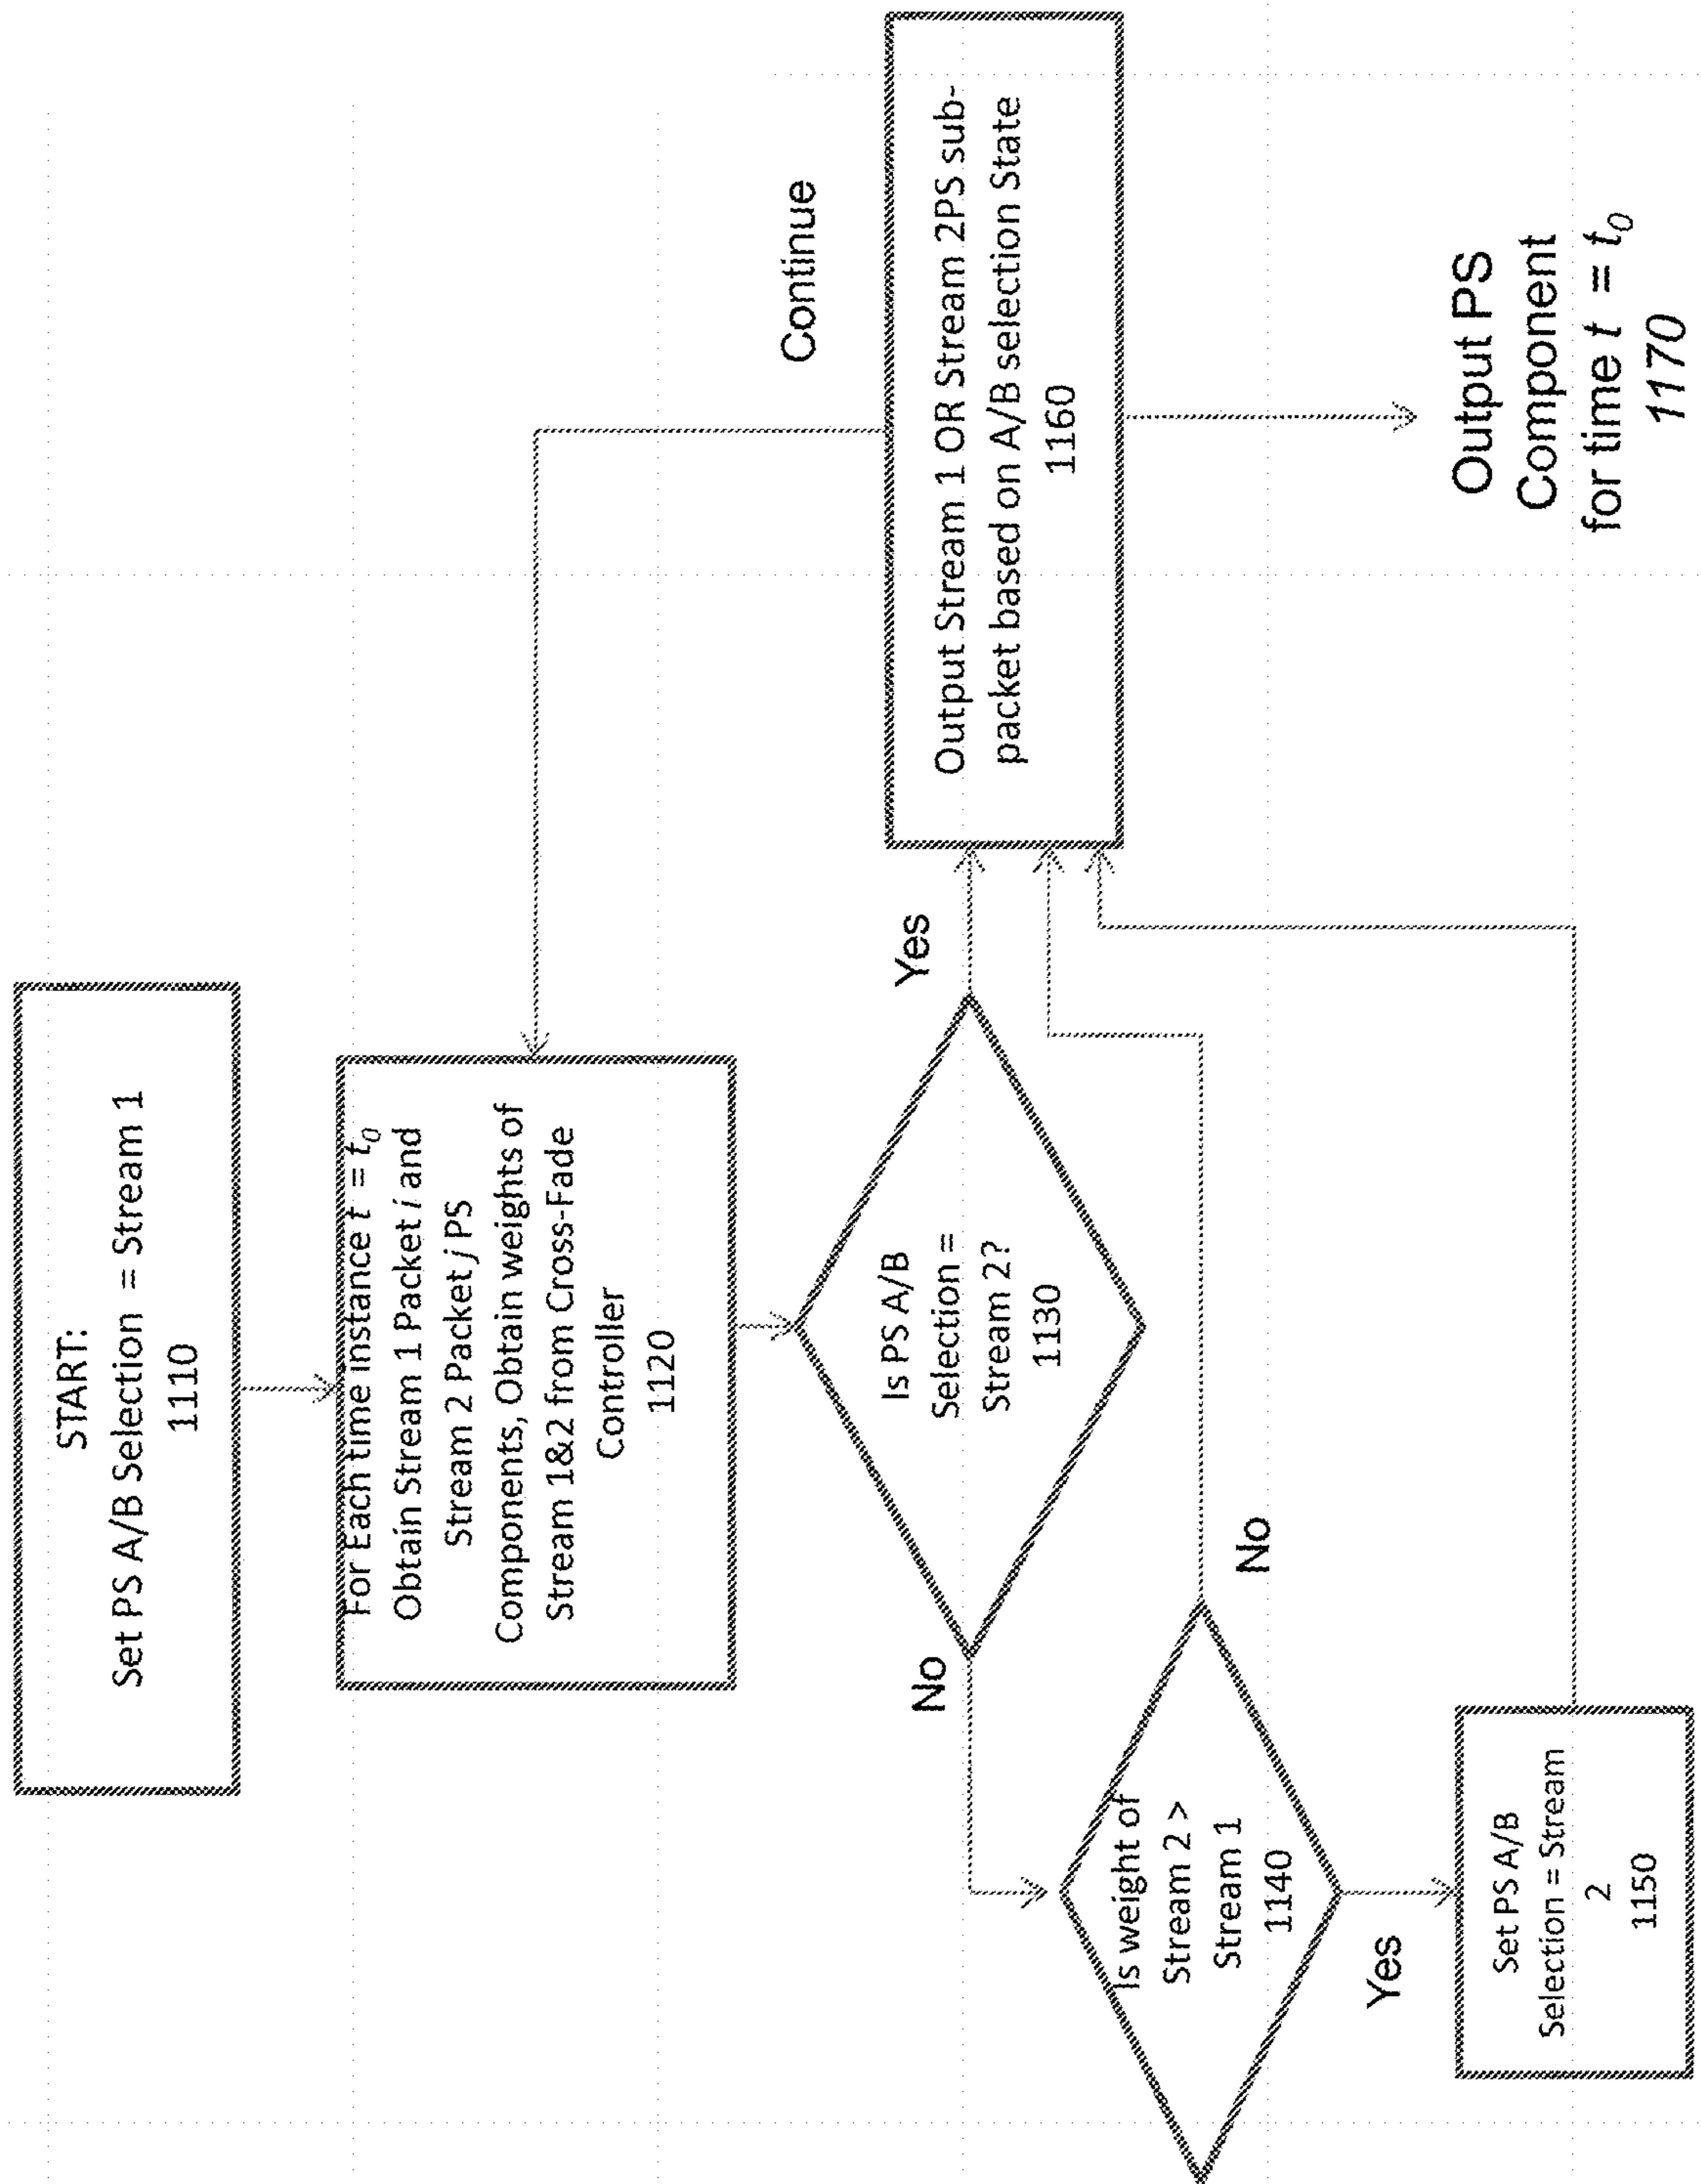 START:
Set PS A/B Selection = Stream 1
1110
For Each time instance t = t0
Obtain Stream 1 Packet i and
Stream 2 Packet j PS
Components, Obtain weights of
Stream 1&2 from Cross-Fade
Controller
1120
Is PS A/B
Selection =
Stream 2?
1130
No
Yes
Is weight of
Stream 2 >
Stream 1
1140
No
Yes
Set PS A/B
Selection = Stream
2
1150
Continue
Output Stream 1 OR Stream 2PS sub-
packet based on A/B selection State
1160
Output PS
Component
for time t = t0
1170